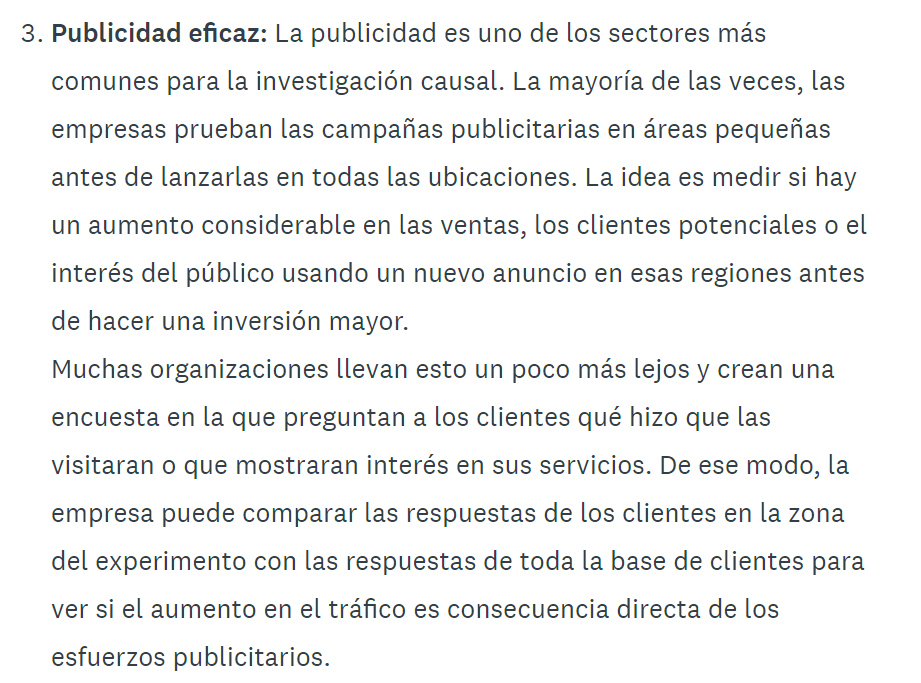 3. Publicidad eficaz: La publicidad es uno de los sectores más
comunes para la investigación causal. La mayoría de las veces, las
empresas prueban las campañas publicitarias en áreas pequeñas
antes de lanzarlas en todas las ubicaciones. La idea es medir si hay
un aumento considerable en las ventas, los clientes potenciales o el
interés del público usando un nuevo anuncio en esas regiones antes
de hacer una inversión mayor.
Muchas organizaciones llevan esto un poco más lejos y crean una
encuesta en la que preguntan a los clientes qué hizo que las
visitaran o que mostraran interés en sus servicios. De ese modo, la
empresa puede comparar las respuestas de los clientes en la zona
del experimento con las respuestas de toda la base de clientes para
ver si el aumento en el tráfico es consecuencia directa de los
esfuerzos publicitarios.